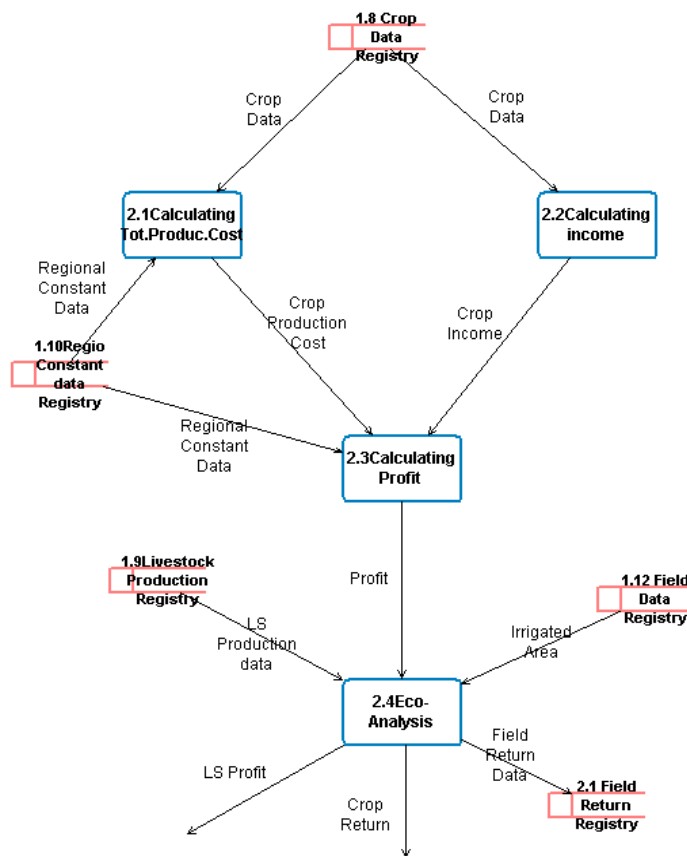 1.8 Crop
Data
Registry
Crop
Data
Crop
Data
2.1Calculating
Tot.Produc.Cost
2.2Calculating
income
Regional
Constant
Data
Crop
Production
Cost
Crop
Income
1.10Regio
Constant
data
Registry
Regional
Constant
Data
2.3Calculating
Profit
1.9Livestock
Production
Registry
Profit
1.12 Field
Data
Registry
LS
Production
data
Irrigated
Area
2.4Eco-
Analysis
Field
Return
Data
LS Profit
Crop
Return
2.1 Field
Return
Registry